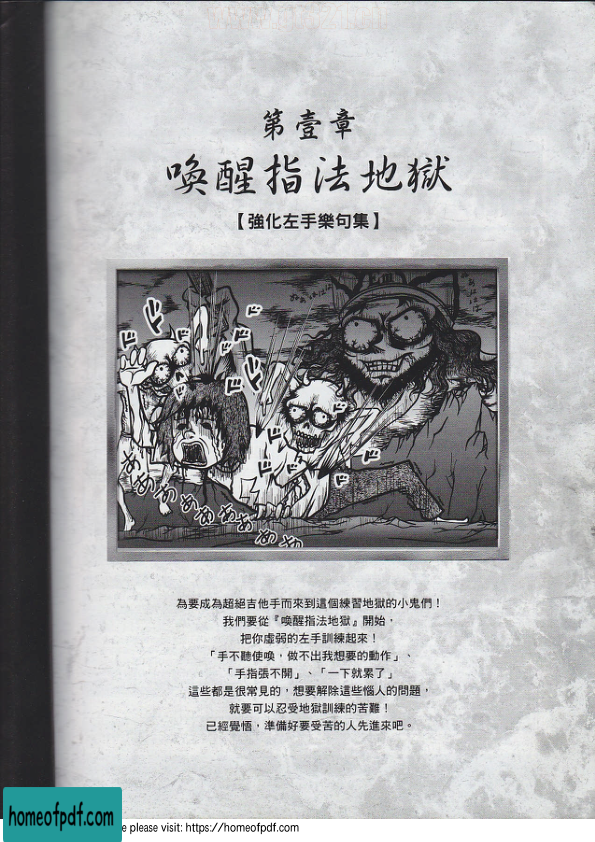 第壹章
喚醒指法地獄
【強化左手樂句集】
ドド
ド
ドド
ドド
ドド
ドド
ああああああああああ
為要成為超絕吉他手而來到這個練習地獄的小鬼們！
我們要從『喚醒指法地獄』開始，
把你虛弱的左手訓練起來！
「手不聽使喚，做不出我想要的動作」、
「手指張不開」、「一下就累了」
這些都是很常見的，想要解除這些惱人的問題，
就要可以忍受地獄訓練的苦難！
已經覺悟，準備好要受苦的人先進來吧。
homeofpdf.com
e please visit: https://homeofpdf.com